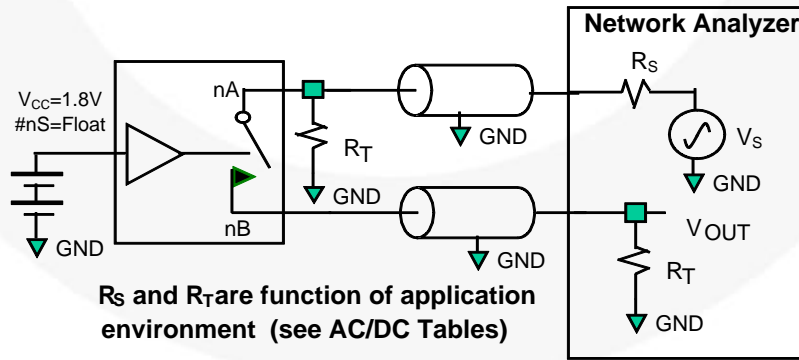 Network Analyzer
RS
VCC=1.8V
#nS=Float
nA
GND
RT
VS
GND
GND
GND
nB
VOUT
GND
RT
GND
RS and RTare function of application
environment (see AC/DC Tables)